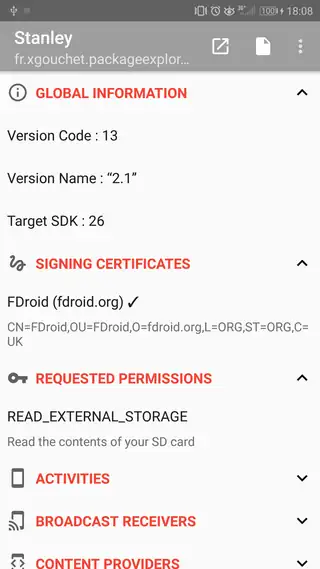 18:08
Stanley
fr.xgouchet.packageexplor...
GLOBAL INFORMATION
Version Code : 13
Version Name : “2.1”
Target SDK : 26
SIGNING CERTIFICATES
FDroid (fdroid.org) ✓
CN=FDroid,OU=FDroid,O=fdroid.org,L=ORG,ST=ORG,C=
UK
REQUESTED PERMISSIONS
READ_EXTERNAL_STORAGE
Read the contents of your SD card
ACTIVITIES
BROADCAST RECEIVERS
CONTENT PROVIDERS